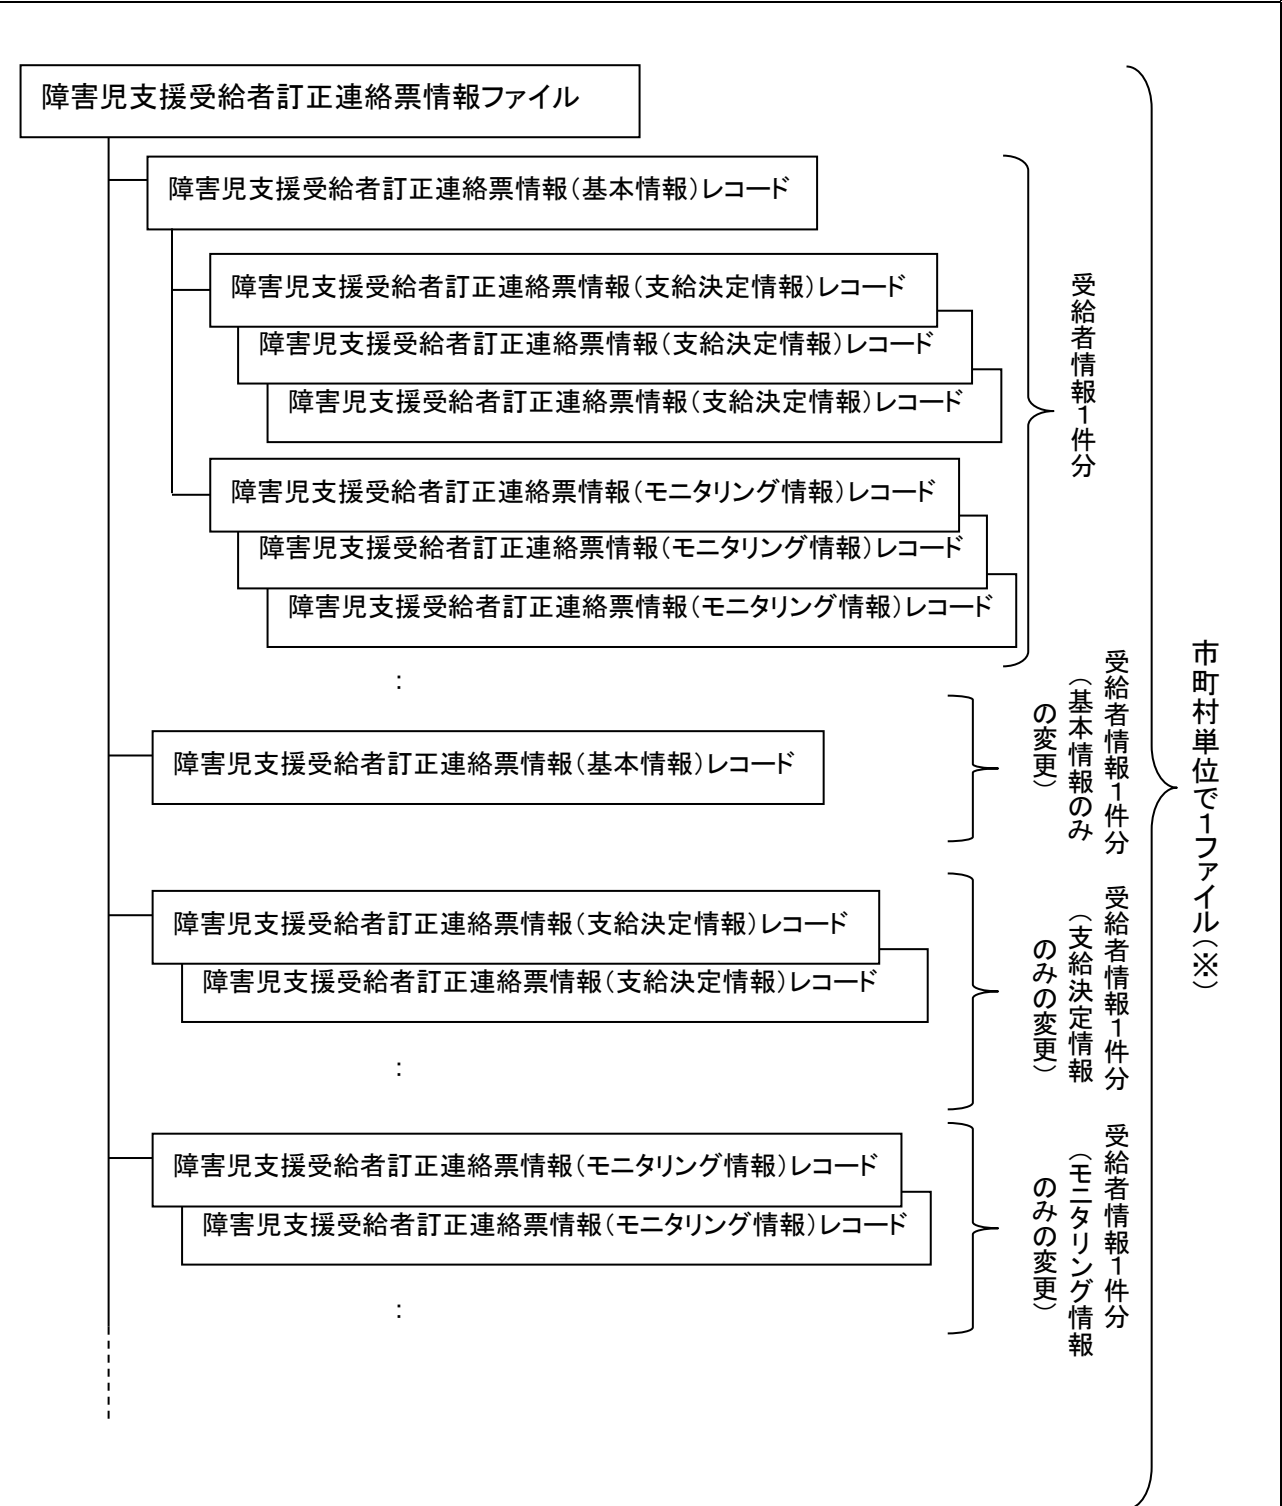 障害児支援受給者訂正連絡票情報ファイル
障害児支援受給者訂正連絡票情報（基本情報）レコード
障害児支援受給者訂正連絡票情報（支給決定情報）レコード
障害児支援受給者訂正連絡票情報（支給決定情報）レコード
障害児支援受給者訂正連絡票情報（支給決定情報）レコード
障害児支援受給者訂正連絡票情報（モニタリング情報）レコード
障害児支援受給者訂正連絡票情報（モニタリング情報）レコード
障害児支援受給者訂正連絡票情報（モニタリング情報）レコード
：
受給者情報１件分
障害児支援受給者訂正連絡票情報（基本情報）レコード
受給者情報１件分
（基本情報のみ
の変更）
障害児支援受給者訂正連絡票情報（支給決定情報）レコード
障害児支援受給者訂正連絡票情報（支給決定情報）レコード
：
受給者情報１件分
（支給決定情報
のみの変更）
障害児支援受給者訂正連絡票情報（モニタリング情報）レコード
障害児支援受給者訂正連絡票情報（モニタリング情報）レコード
：
受給者情報１件分
（モニタリング情報
のみの変更）
市町村単位で１ファイル（※）